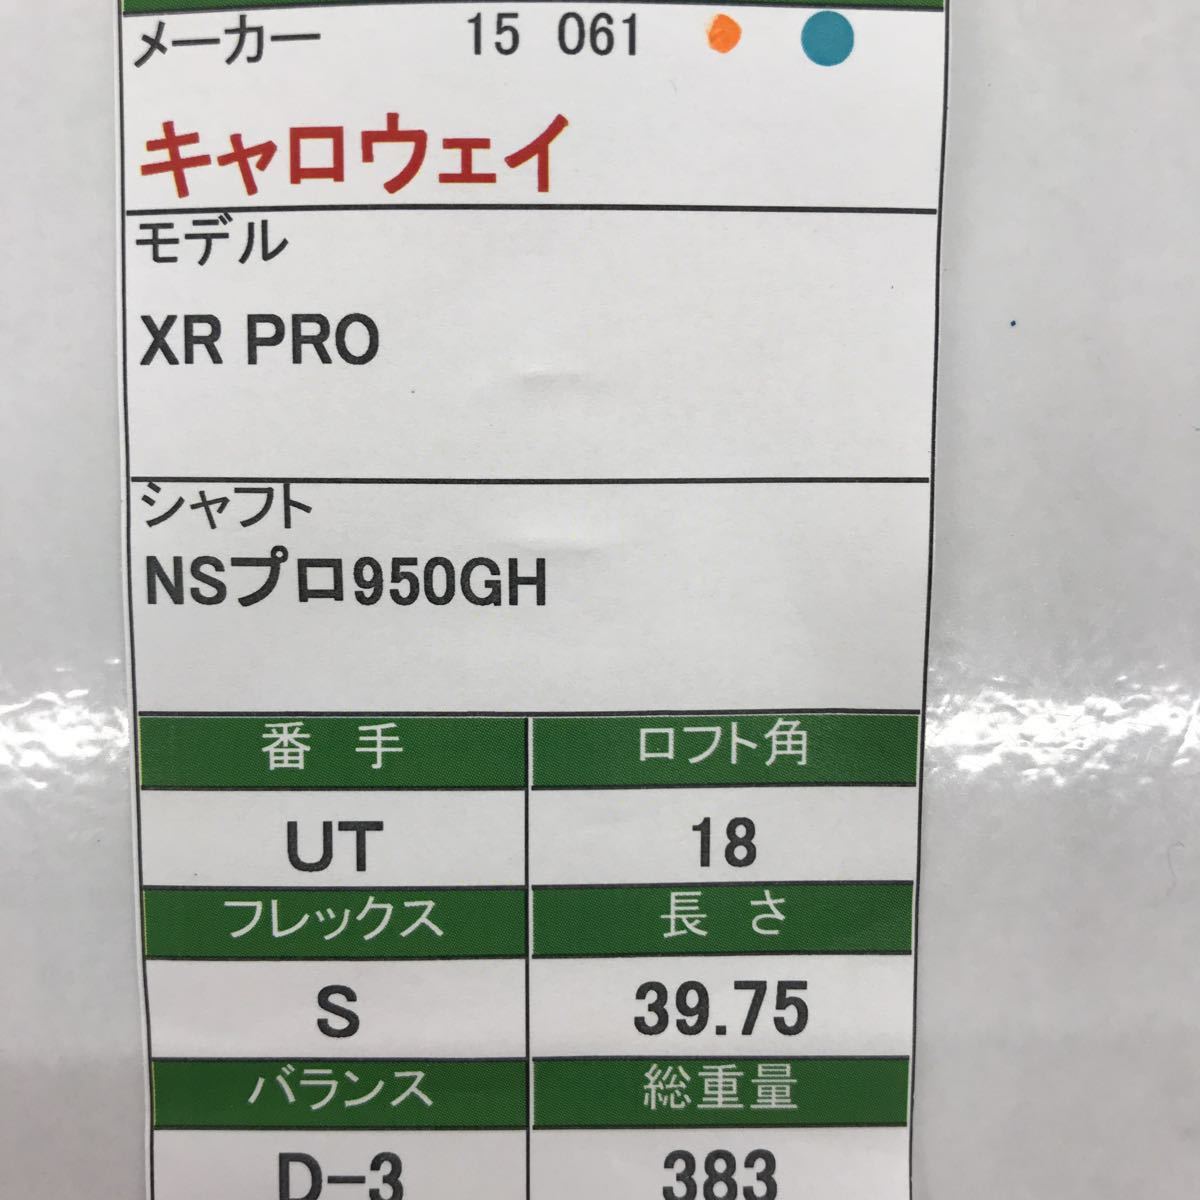 メーカー 15 061
キャロウェイ
モデル
XR PRO
シャフト
NSプロ950GH
番 手 ロフト角
UT 18
フレックス 長 さ
S 39.75
バランス 総重量
D-3 383